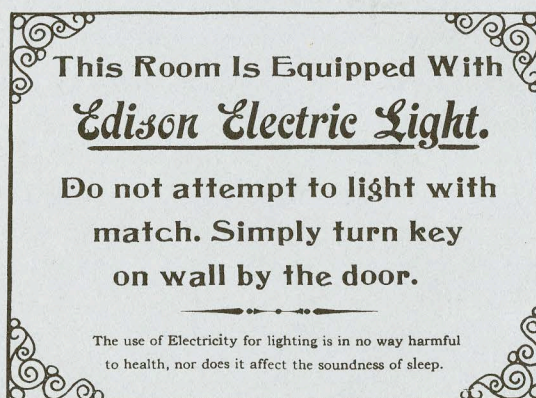 This Room Is Equipped With
Edison Electric Light.
Do not attempt to light with
match. Simply turn key
on wall by the door.
The use of Electricity for lighting is in no way harmful
to health, nor does it affect the soundness of sleep.